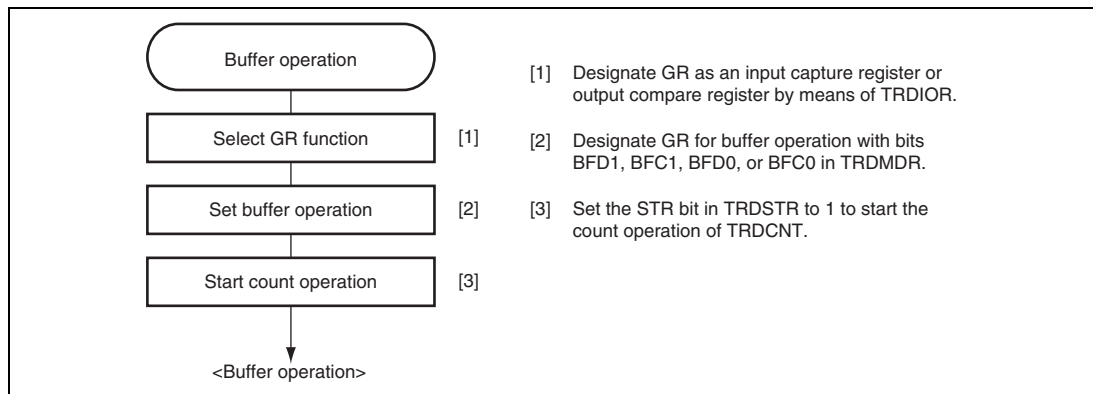 Buffer operation
Select GR function [1]
Set buffer operation [2]
Start count operation [3]
<Buffer operation>
[1] Designate GR as an input capture register or
output compare register by means of TRDIOR.
[2] Designate GR for buffer operation with bits
BFD1, BFC1, BFD0, or BFC0 in TRDMDR.
[3] Set the STR bit in TRDSTR to 1 to start the
count operation of TRDCNT.